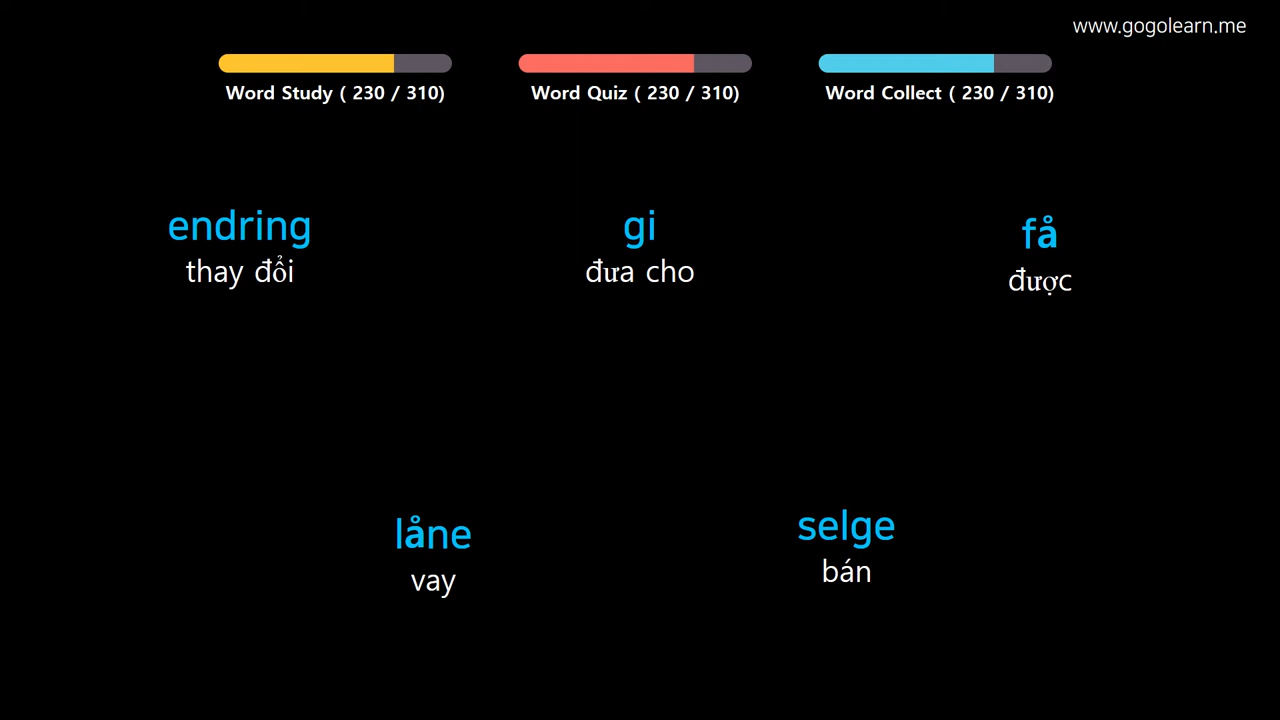 www.gogolearn.me
Word Study ( 230 / 310)
Word Quiz ( 230 / 310)
Word Collect ( 230 / 310)
endring
thay đổi
gi
đưa cho
få
được
låne
vay
selge
bán